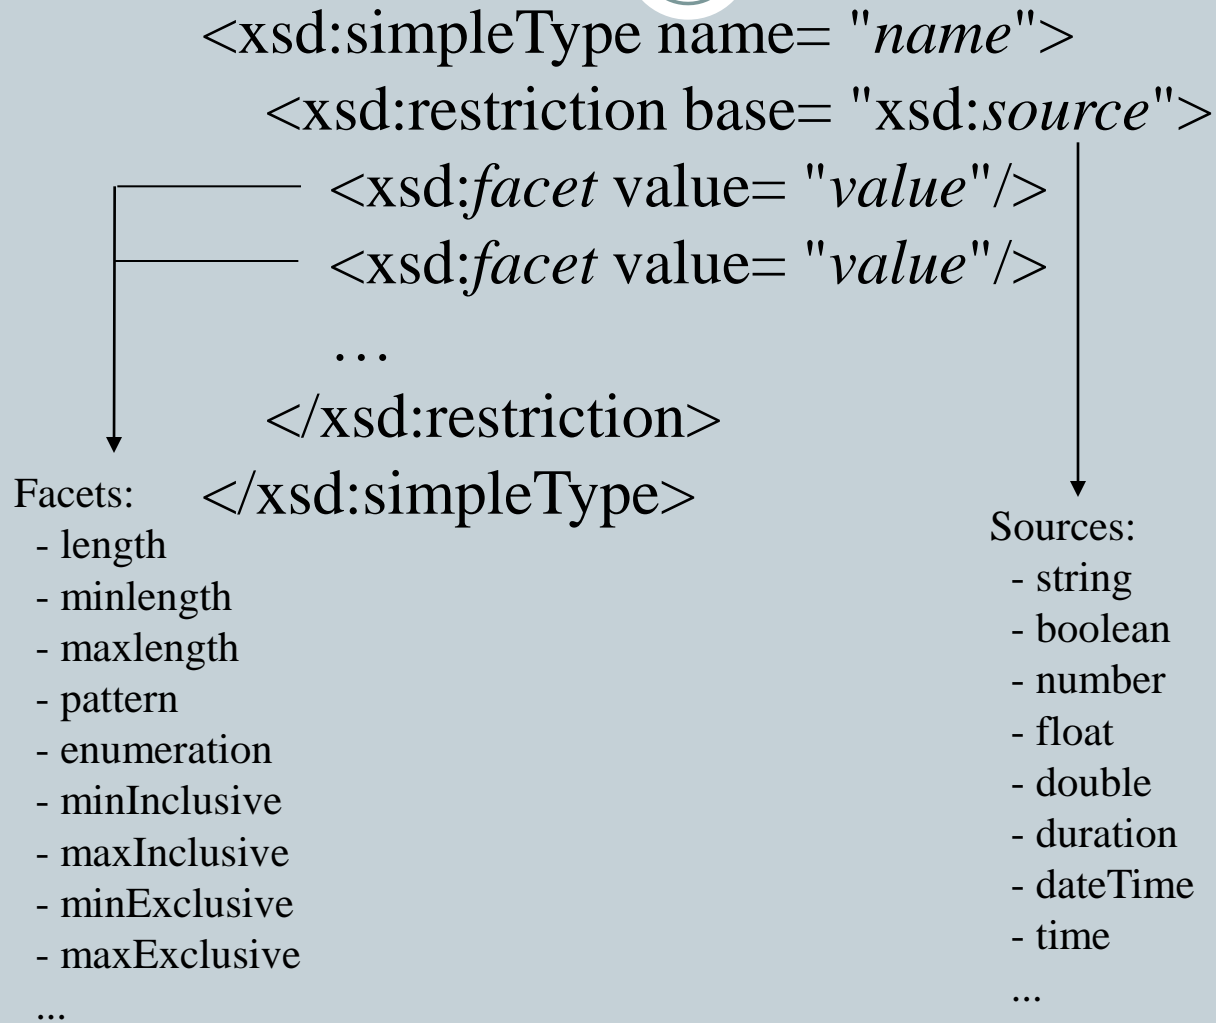 <xsd:simpleType name= "name">
<xsd:restriction base= "xsd:source">
<xsd:facet value= "value"/>
<xsd:facet value= "value"/>
…
</xsd:restriction>
</xsd:simpleType>
Facets:
- length
- minlength
- maxlength
- pattern
- enumeration
- minInclusive
- maxInclusive
- minExclusive
- maxExclusive
...
Sources:
- string
- boolean
- number
- float
- double
- duration
- dateTime
- time
...